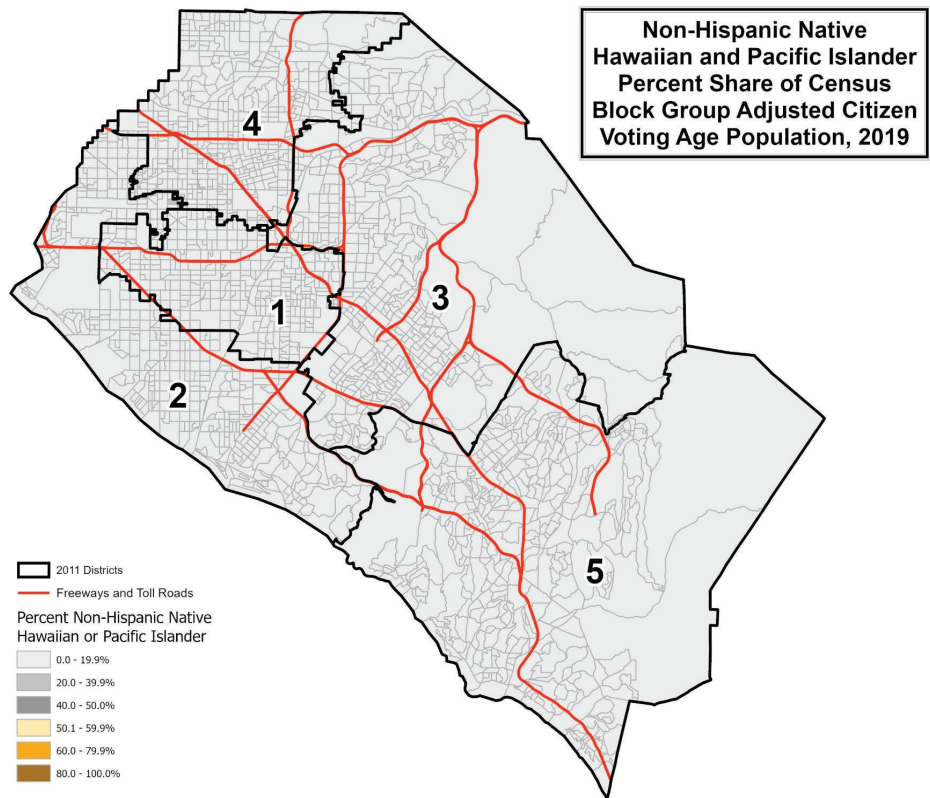 Non-Hispanic Native
Hawaiian and Pacific Islander
Percent Share of Census
Block Group Adjusted Citizen
Voting Age Population, 2019
4
3
1
2
5
2011 Districts
Freeways and Toll Roads
Percent Non-Hispanic Native
Hawaiian or Pacific Islander
0.0 - 19.9%
20.0 - 39.9%
40.0 - 50.0%
50.1 - 59.9%
60.0 - 79.9%
80.0 - 100.0%